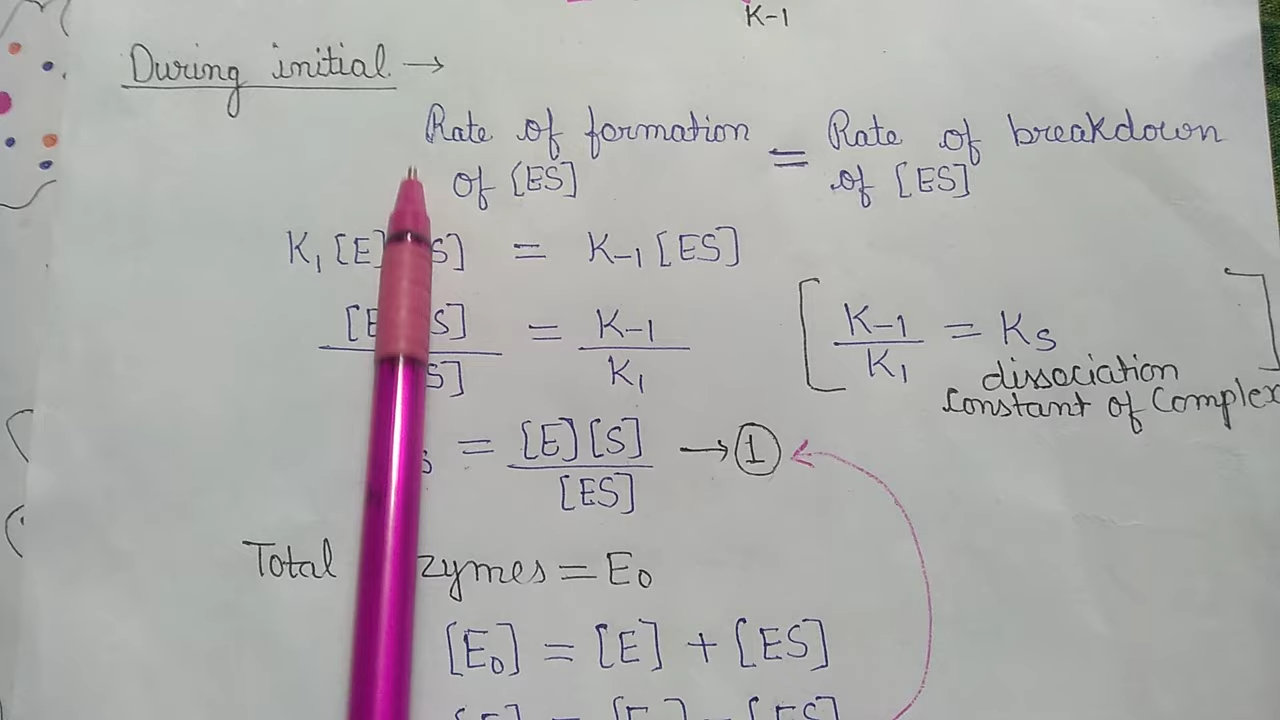 K-1
During initial →
Rate of formation of [ES] = Rate of breakdown of [ES]
K₁[E] S] = K₋₁[ES]
[E S] / S] = K₋₁ / K₁ [ K₋₁ / K₁ = Ks dissociation constant of Complex ]
s = [E][S] / [ES] → ①
Total zymes = E₀
[E₀] = [E] + [ES]